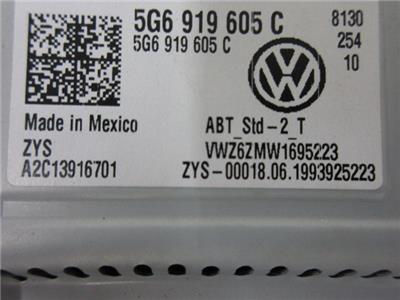 5G6 919 605 C
5G6 919 605 C
8130
254
10
Made in Mexico
ABT_Std-2_T
ZYS
VWZ6ZMW1695223
A2C13916701
ZYS-00018.06.1993925223